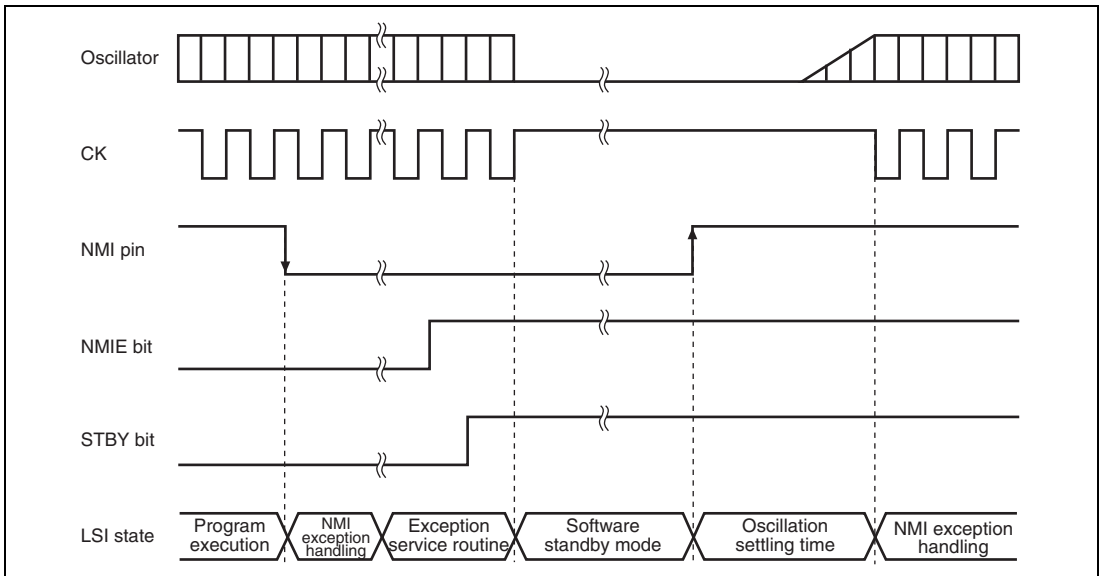 Oscillator
CK
NMI pin
NMIE bit
STBY bit
LSI state
Program
execution
NMI
exception
handling
Exception
service routine
Software
standby mode
Oscillation
settling time
NMI exception
handling